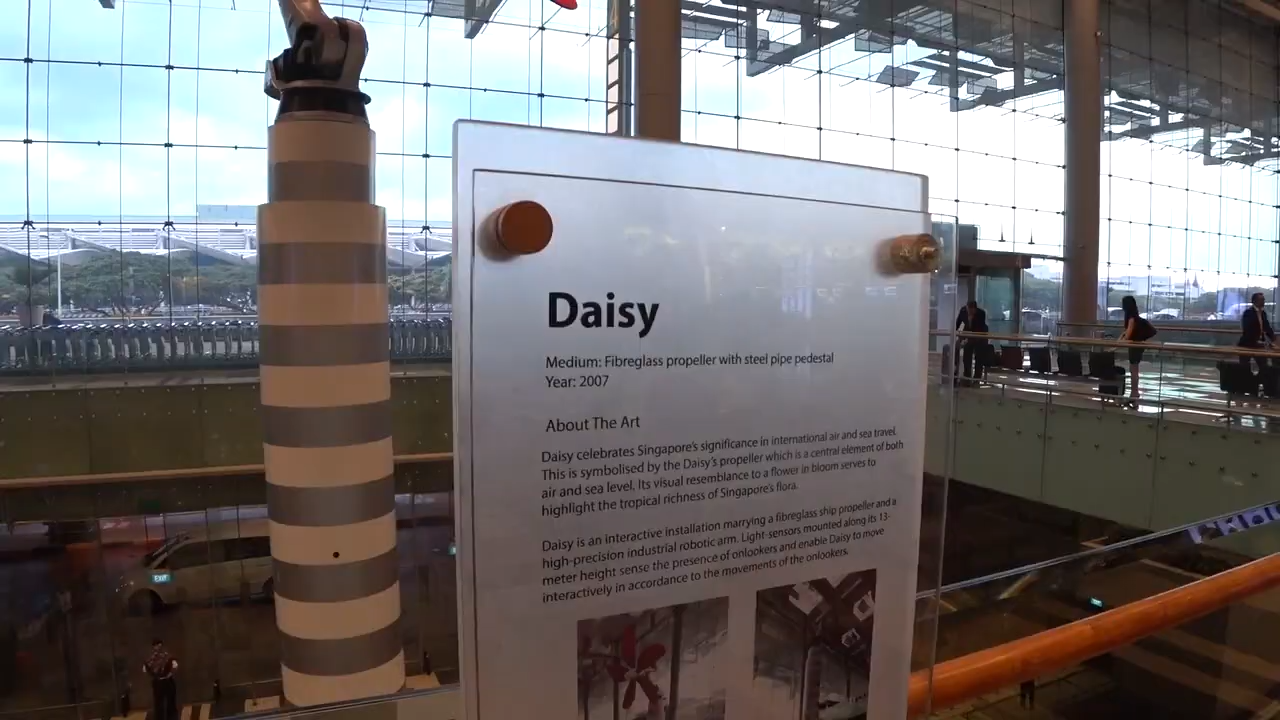 Daisy
Medium: Fibreglass propeller with steel pipe pedestal
Year: 2007
About The Art
Daisy celebrates Singapore's significance in international air and sea travel.
This is symbolised by the Daisy's propeller which is a central element of both
air and sea level. Its visual resemblance to a flower in bloom serves to
highlight the tropical richness of Singapore's flora.
Daisy is an interactive installation marrying a fibreglass ship propeller and a
high-precision industrial robotic arm. Light-sensors mounted along its 13-
meter height sense the presence of onlookers and enable Daisy to move
interactively in accordance to the movements of the onlookers.
EXIT